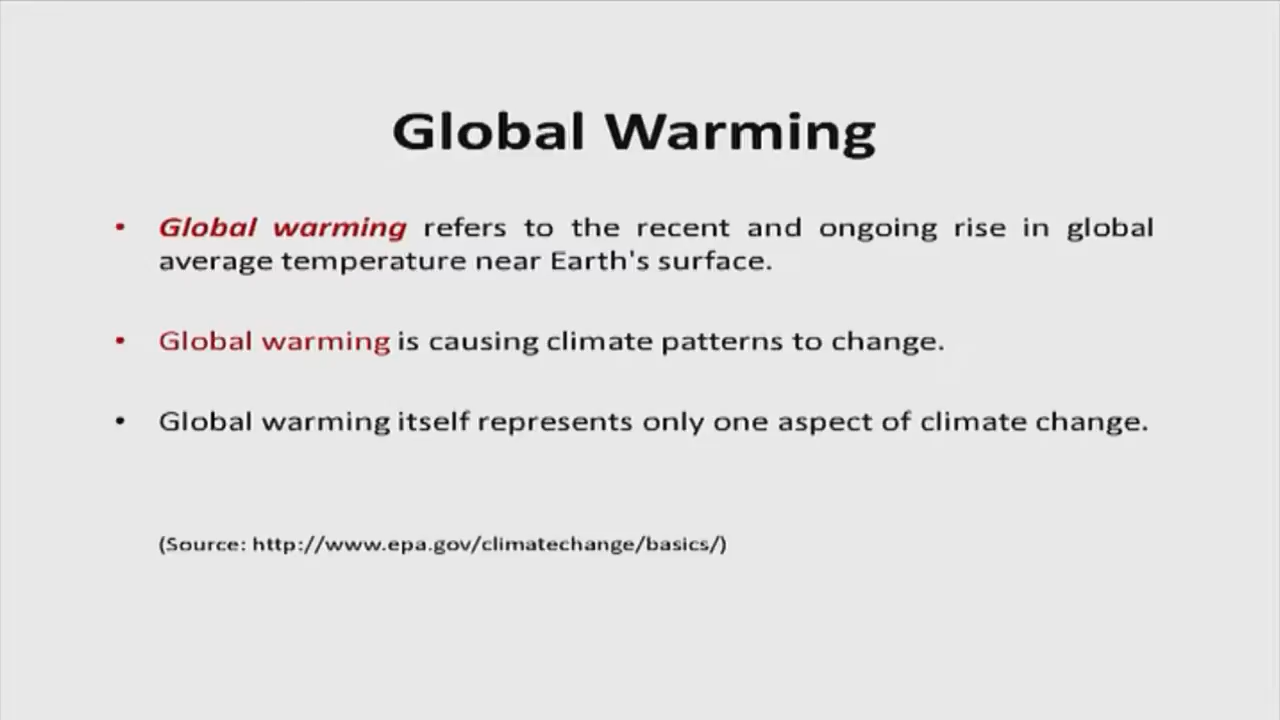 Global Warming
• Global warming refers to the recent and ongoing rise in global
average temperature near Earth's surface.
• Global warming is causing climate patterns to change.
• Global warming itself represents only one aspect of climate change.
(Source: http://www.epa.gov/climatechange/basics/)